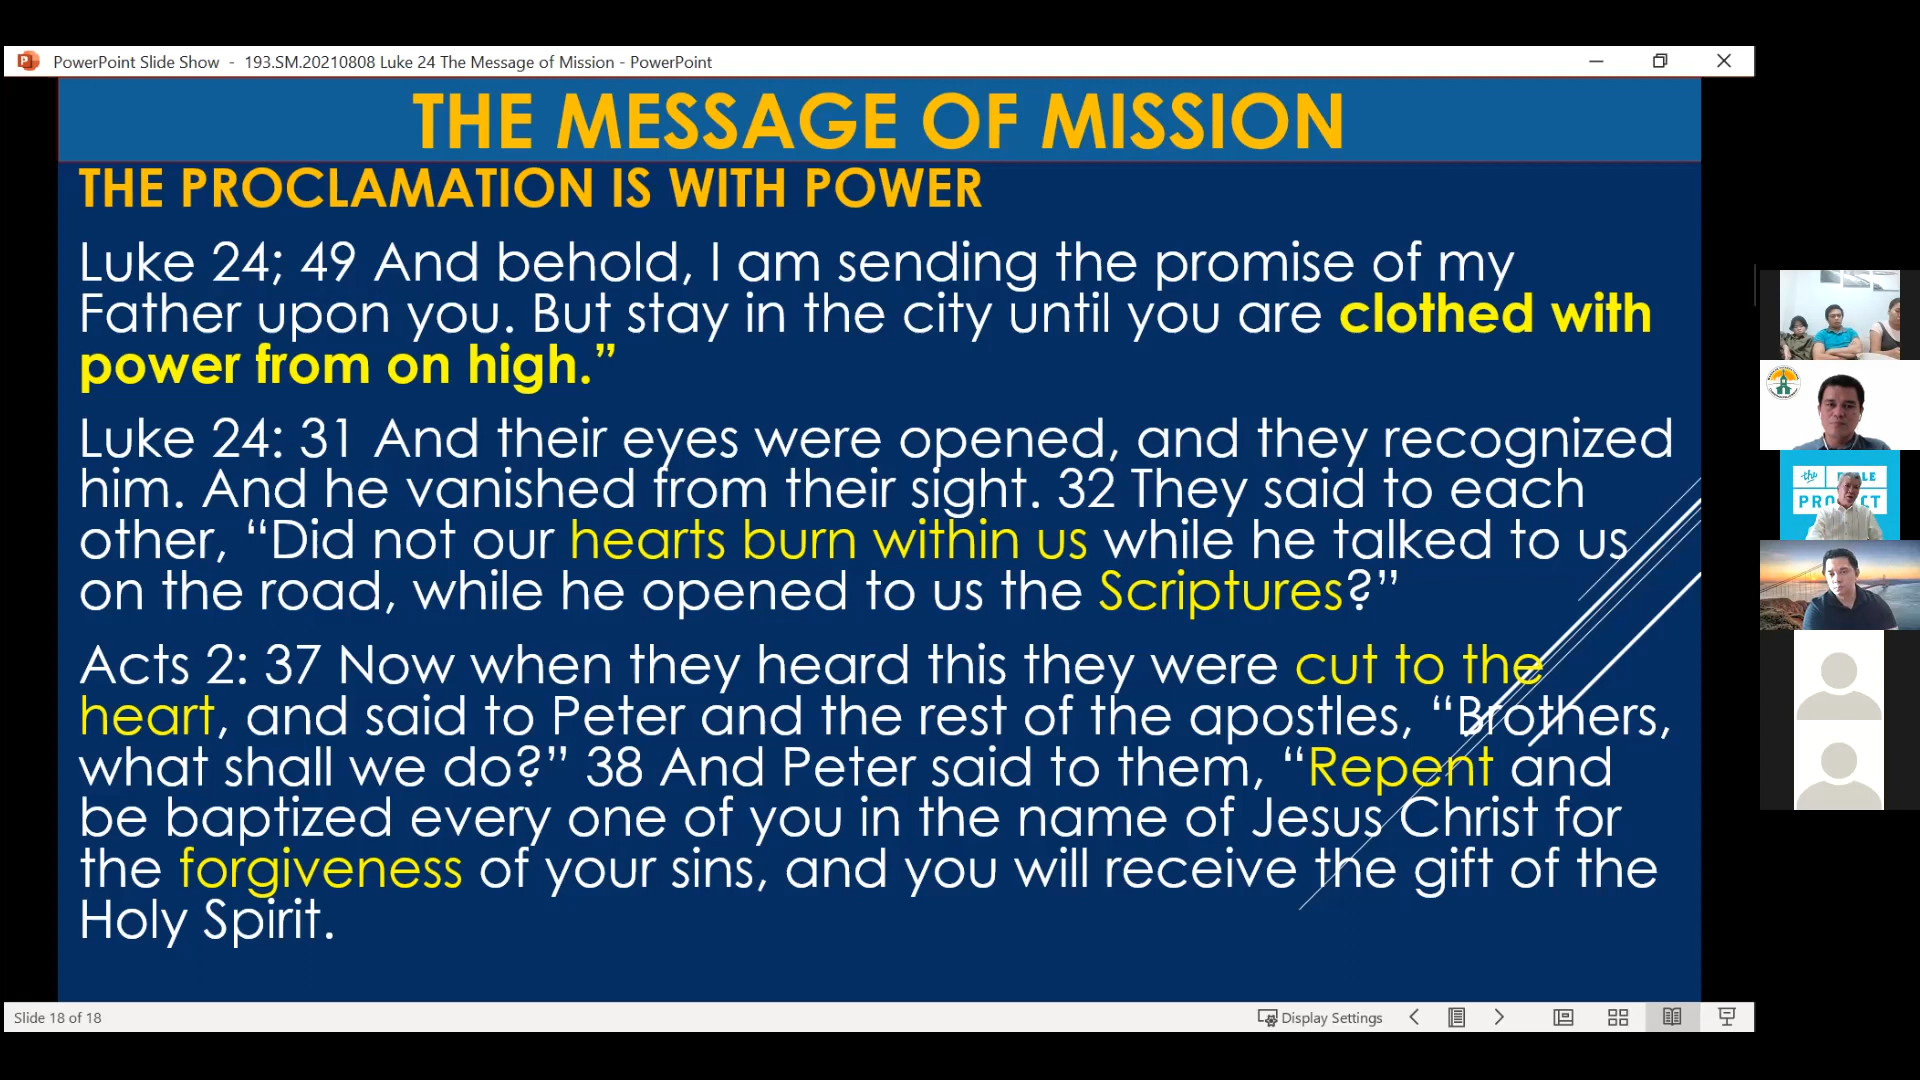 PowerPoint Slide Show - 193.SM.20210808 Luke 24 The Message of Mission - PowerPoint
THE MESSAGE OF MISSION
THE PROCLAMATION IS WITH POWER
Luke 24; 49 And behold, I am sending the promise of my
Father upon you. But stay in the city until you are clothed with
power from on high.”
Luke 24: 31 And their eyes were opened, and they recognized
him. And he vanished from their sight. 32 They said to each
other, “Did not our hearts burn within us while he talked to us
on the road, while he opened to us the Scriptures?”
Acts 2: 37 Now when they heard this they were cut to the
heart, and said to Peter and the rest of the apostles, “Brothers,
what shall we do?” 38 And Peter said to them, “Repent and
be baptized every one of you in the name of Jesus Christ for
the forgiveness of your sins, and you will receive the gift of the
Holy Spirit.
the
PROJECT
Slide 18 of 18
Display Settings